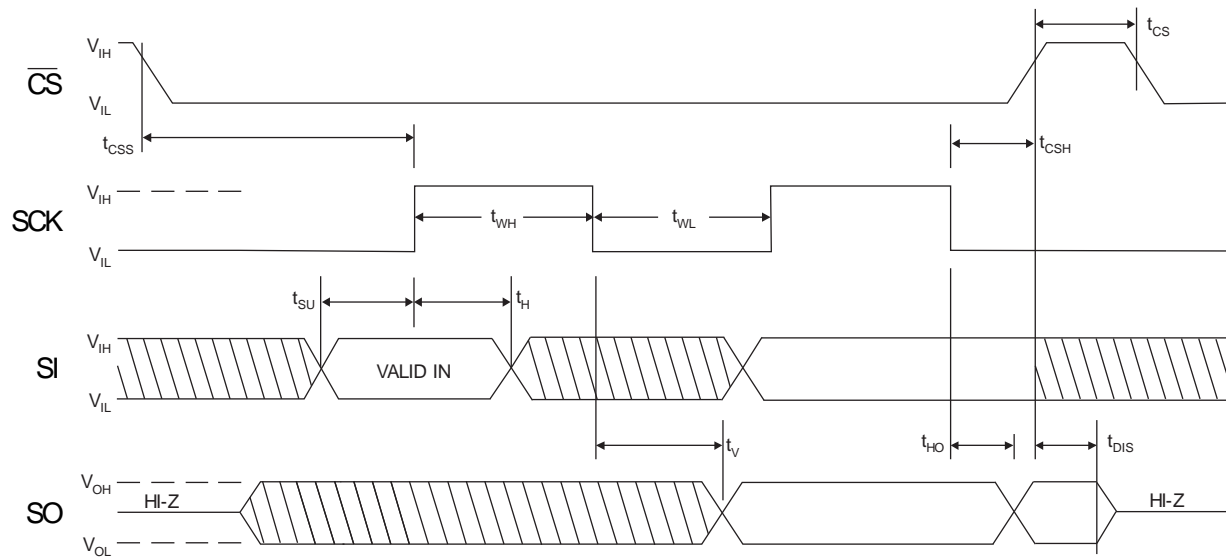 V_IH
t_CS
C̅S̅
V_IL
t_CSS
t_CSH
V_IH
SCK
t_WH
t_WL
V_IL
t_SU
t_H
V_IH
SI
VALID IN
V_IL
t_V
t_HO
t_DIS
V_OH
SO
HI-Z
HI-Z
V_OL